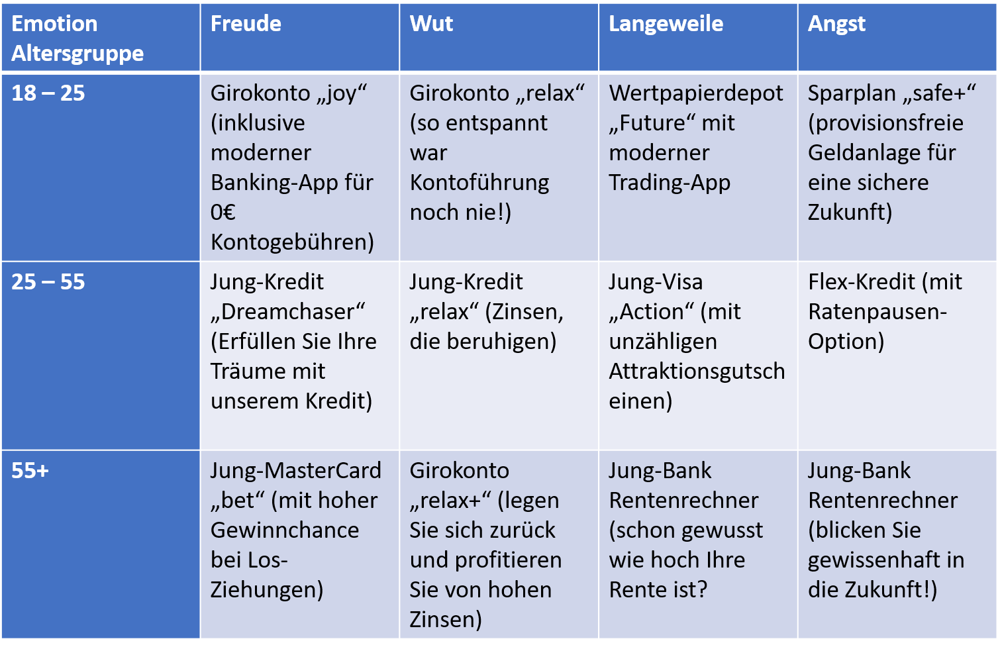 Emotion
Altersgruppe
Freude
Wut
Langeweile
Angst
18 – 25
Girokonto „joy“
(inklusive
moderner
Banking-App für
0€
Kontogebühren)
Girokonto „relax“
(so entspannt
war
Kontoführung
noch nie!)
Wertpapierdepot
„Future“ mit
moderner
Trading-App
Sparplan „safe+“
(provisionsfreie
Geldanlage für
eine sichere
Zukunft)
25 – 55
Jung-Kredit
„Dreamchaser“
(Erfüllen Sie Ihre
Träume mit
unserem Kredit)
Jung-Kredit
„relax“ (Zinsen,
die beruhigen)
Jung-Visa
„Action“ (mit
unzähligen
Attraktionsgutsch
einen)
Flex-Kredit (mit
Ratenpausen-
Option)
55+
Jung-MasterCard
„bet“ (mit hoher
Gewinnchance
bei Los-
Ziehungen)
Girokonto
„relax+“ (legen
Sie sich zurück
und profitieren
Sie von hohen
Zinsen)
Jung-Bank
Rentenrechner
(schon gewusst
wie hoch Ihre
Rente ist?
Jung-Bank
Rentenrechner
(blicken Sie
gewissenhaft in
die Zukunft!)